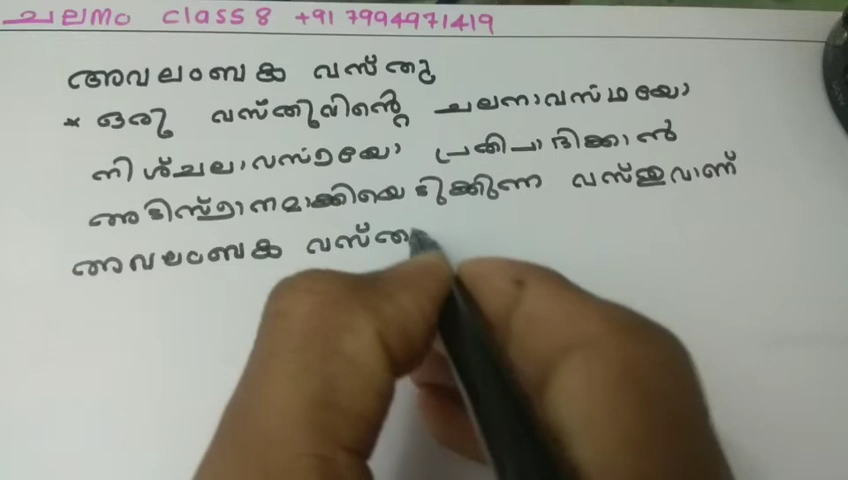 ചലനം class 8 +91 7994971419
അവലംബക വസ്തു
* ഒരു വസ്തുവിന്റെ ചലനാവസ്ഥയോ
നിശ്ചലാവസ്ഥയോ പ്രതിപാദിക്കാൻ
അടിസ്ഥാനമാക്കിയെടുക്കുന്ന വസ്തുവാണ്
അവലംബക വസ്ത